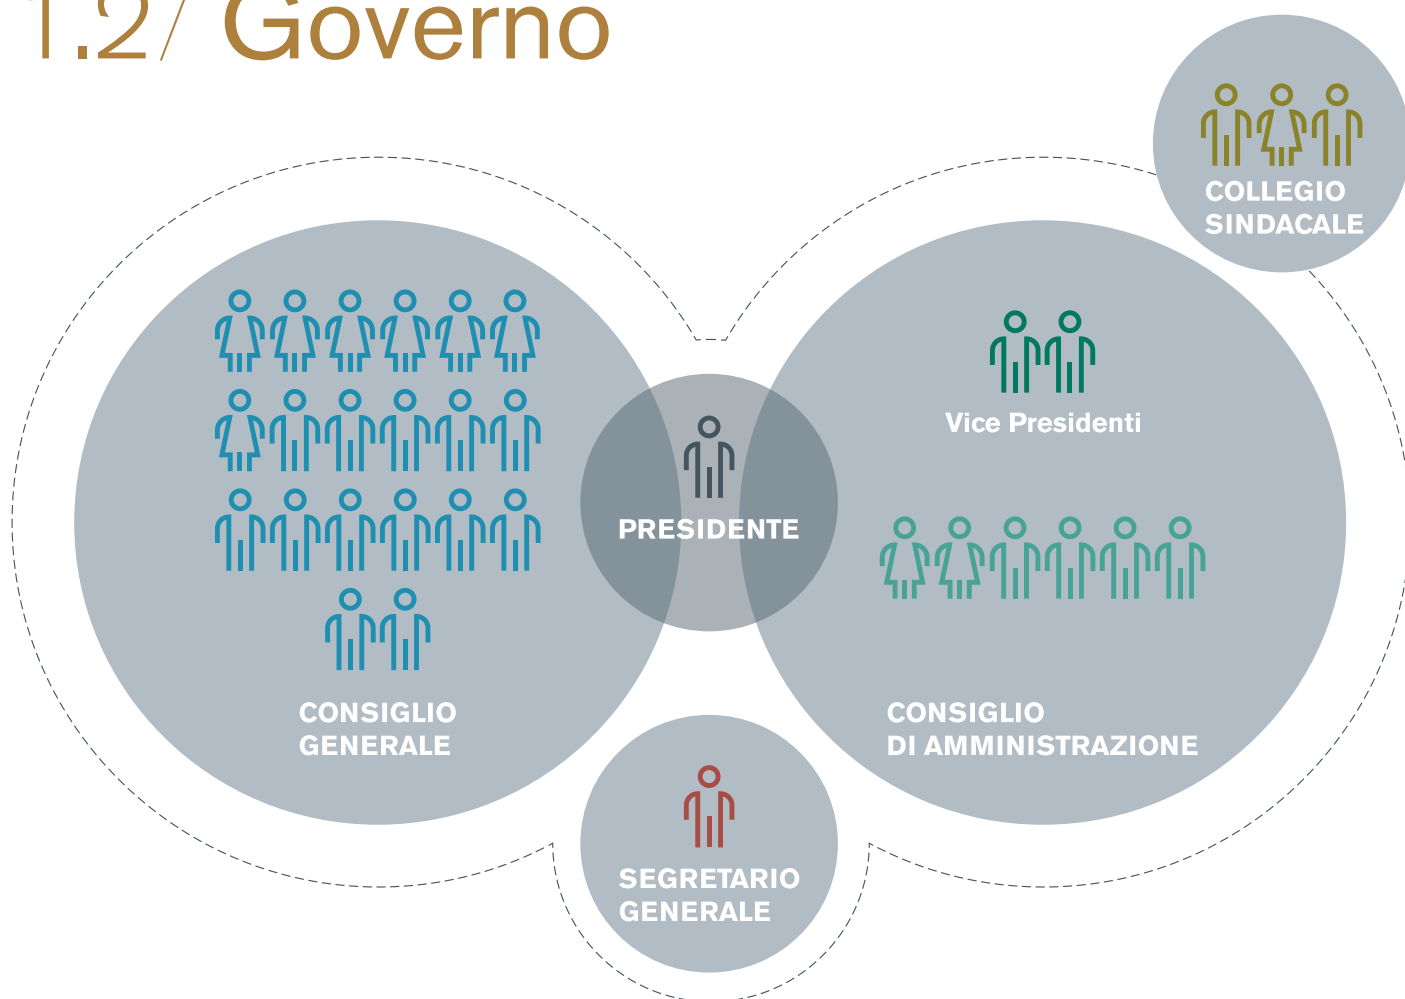 1.2/ Governo
COLLEGIO
SINDACALE
Vice Presidenti
PRESIDENTE
CONSIGLIO
GENERALE
CONSIGLIO
DI AMMINISTRAZIONE
SEGRETARIO
GENERALE